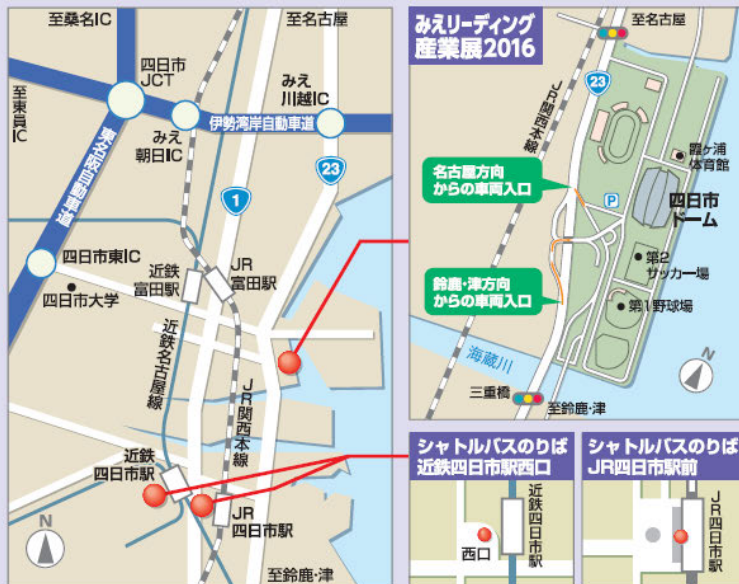 至桑名IC
至名古屋
四日市
JCT
みえ
川越IC
至東員
IC
みえ
朝日IC
伊勢湾岸自動車道
東名阪自動車道
1
23
四日市東IC
四日市大学
近鉄
富田駅
JR
富田駅
近鉄名古屋線
JR関西本線
近鉄
四日市駅
JR
四日市駅
N
至鈴鹿・津
みえリーディング
産業展2016
至名古屋
23
JR関西本線
霞ヶ浦
体育館
名古屋方向
からの車両入口
P
四日市
ドーム
第2
サッカー場
鈴鹿・津方向
からの車両入口
第1野球場
海蔵川
N
三重橋
至鈴鹿・津
シャトルバスのりば
近鉄四日市駅西口
近鉄四日市駅
西口
シャトルバスのりば
JR四日市駅前
JR四日市駅